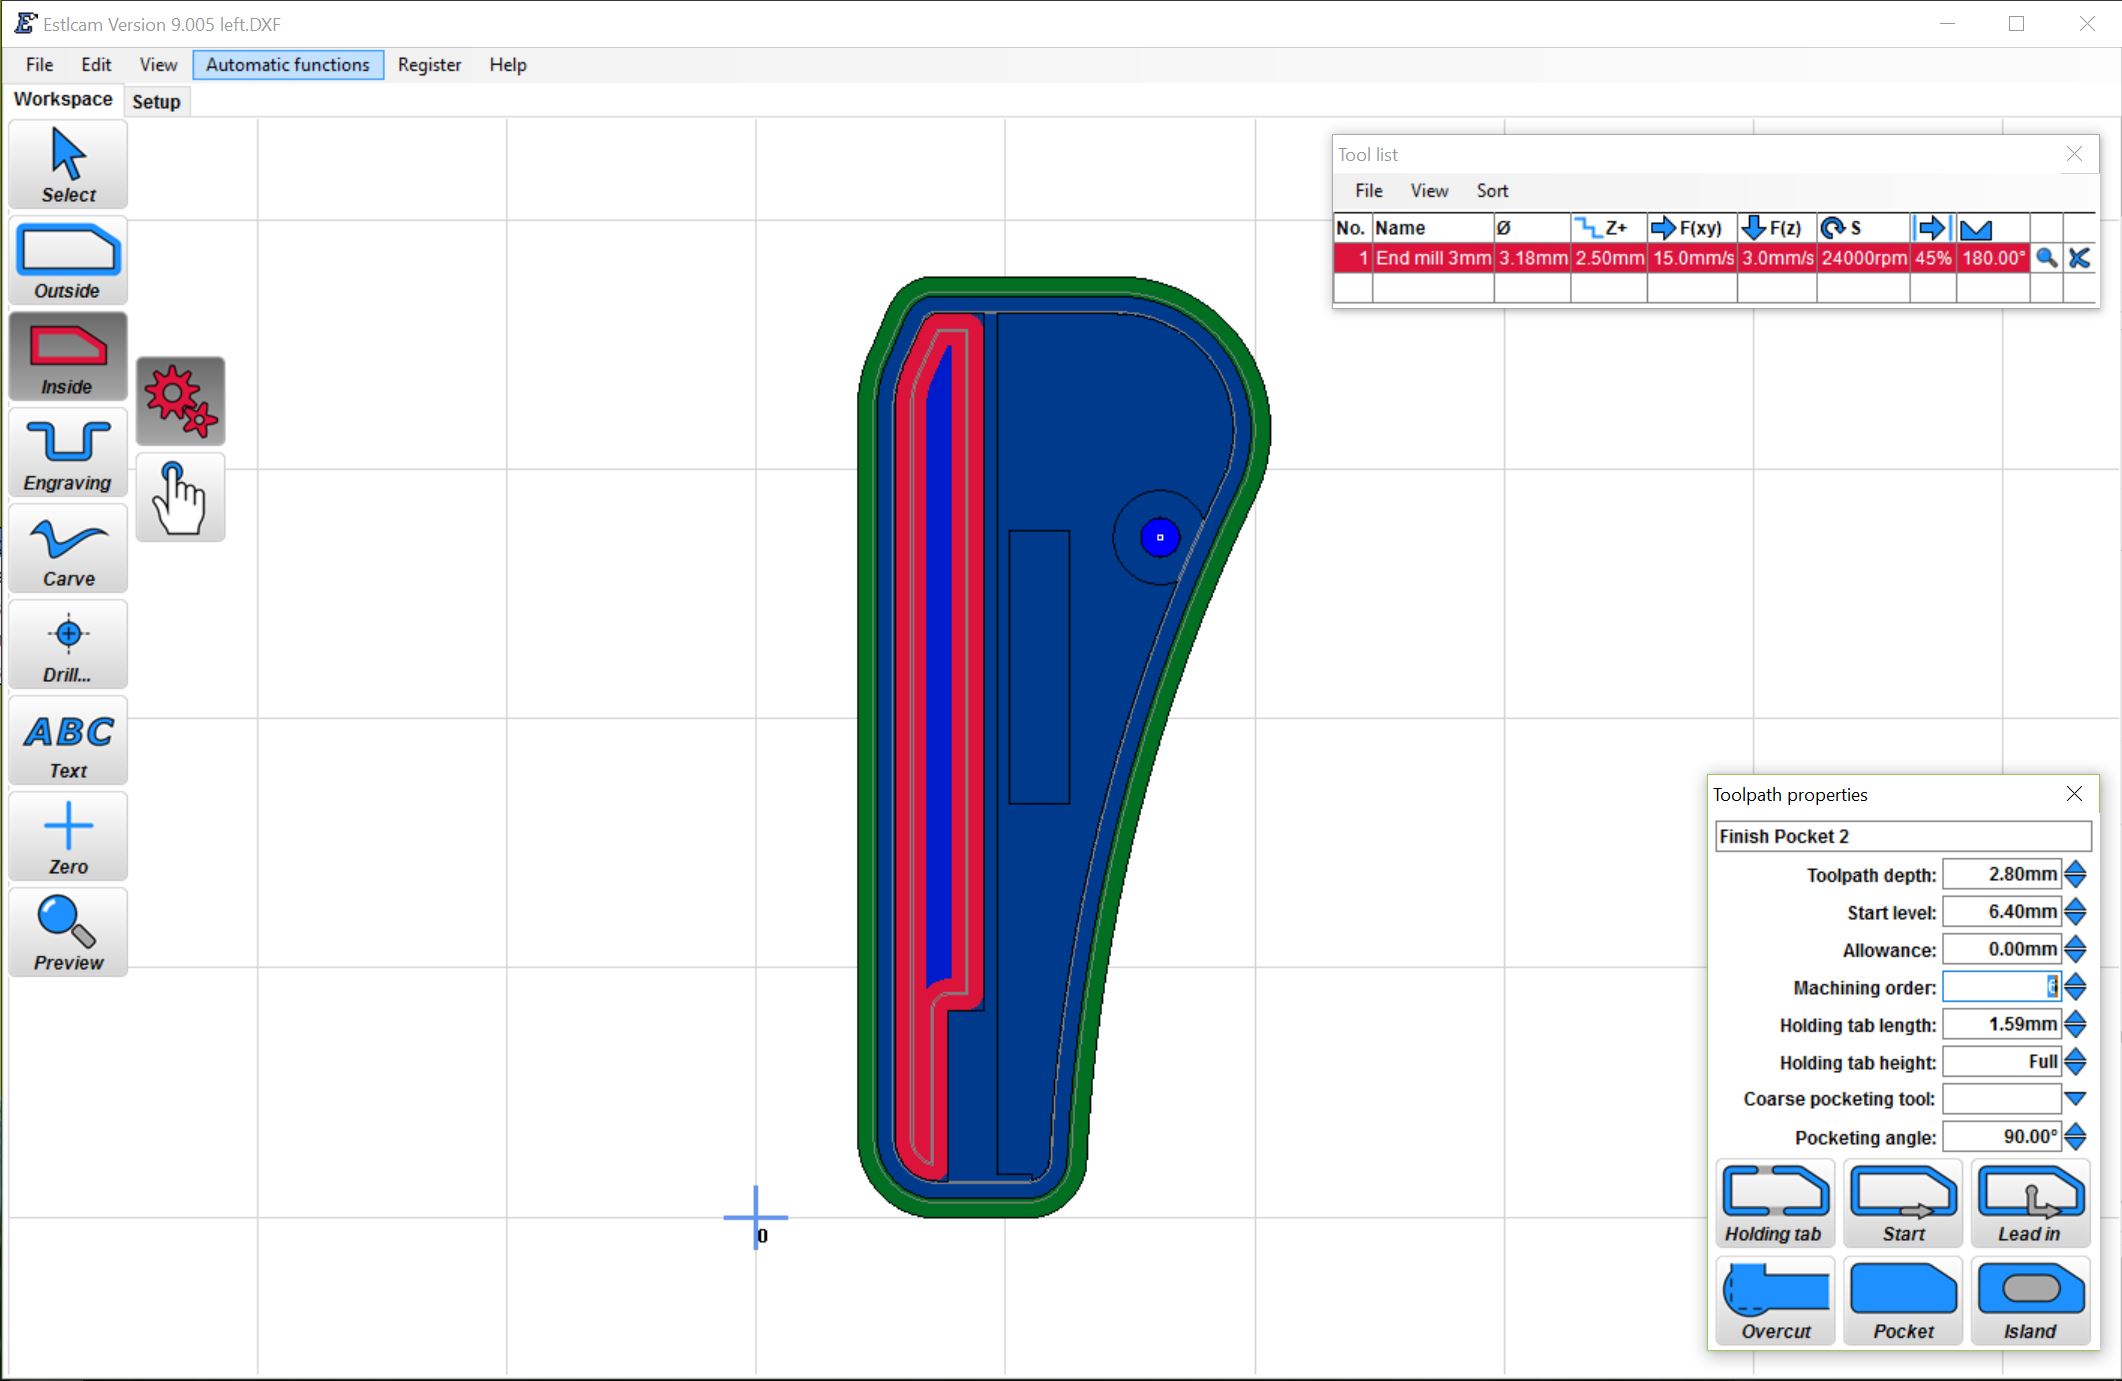 Estlcam Version 9.005 left.DXF
File Edit View Automatic functions Register Help
Workspace Setup
Select
Outside
Inside
Engraving
Carve
Drill...
ABC
Text
Zero
Preview
0
Tool list
File View Sort
No. Name Ø Z+ F(xy) F(z) S
1 End mill 3mm 3.18mm 2.50mm 15.0mm/s 3.0mm/s 24000rpm 45% 180.00°
Toolpath properties
Finish Pocket 2
Toolpath depth: 2.80mm
Start level: 6.40mm
Allowance: 0.00mm
Machining order:
Holding tab length: 1.59mm
Holding tab height: Full
Coarse pocketing tool:
Pocketing angle: 90.00°
Holding tab Start Lead in
Overcut Pocket Island